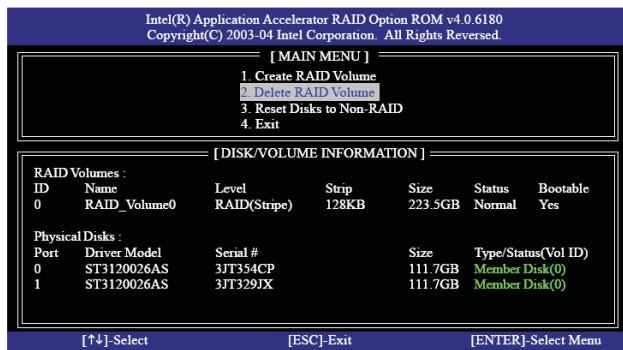 Intel(R) Application Accelerator RAID Option ROM v4.0.6180
Copyright(C) 2003-04 Intel Corporation. All Rights Reversed.
[ MAIN MENU ]
1. Create RAID Volume
2. Delete RAID Volume
3. Reset Disks to Non-RAID
4. Exit
[ DISK/VOLUME INFORMATION ]
RAID Volumes :
ID Name Level Strip Size Status Bootable
0 RAID_Volume0 RAID(Stripe) 128KB 223.5GB Normal Yes
Physical Disks :
Port Driver Model Serial # Size Type/Status(Vol ID)
0 ST3120026AS 3JT354CP 111.7GB Member Disk(0)
1 ST3120026AS 3JT329JX 111.7GB Member Disk(0)
[↑↓]-Select [ESC]-Exit [ENTER]-Select Menu